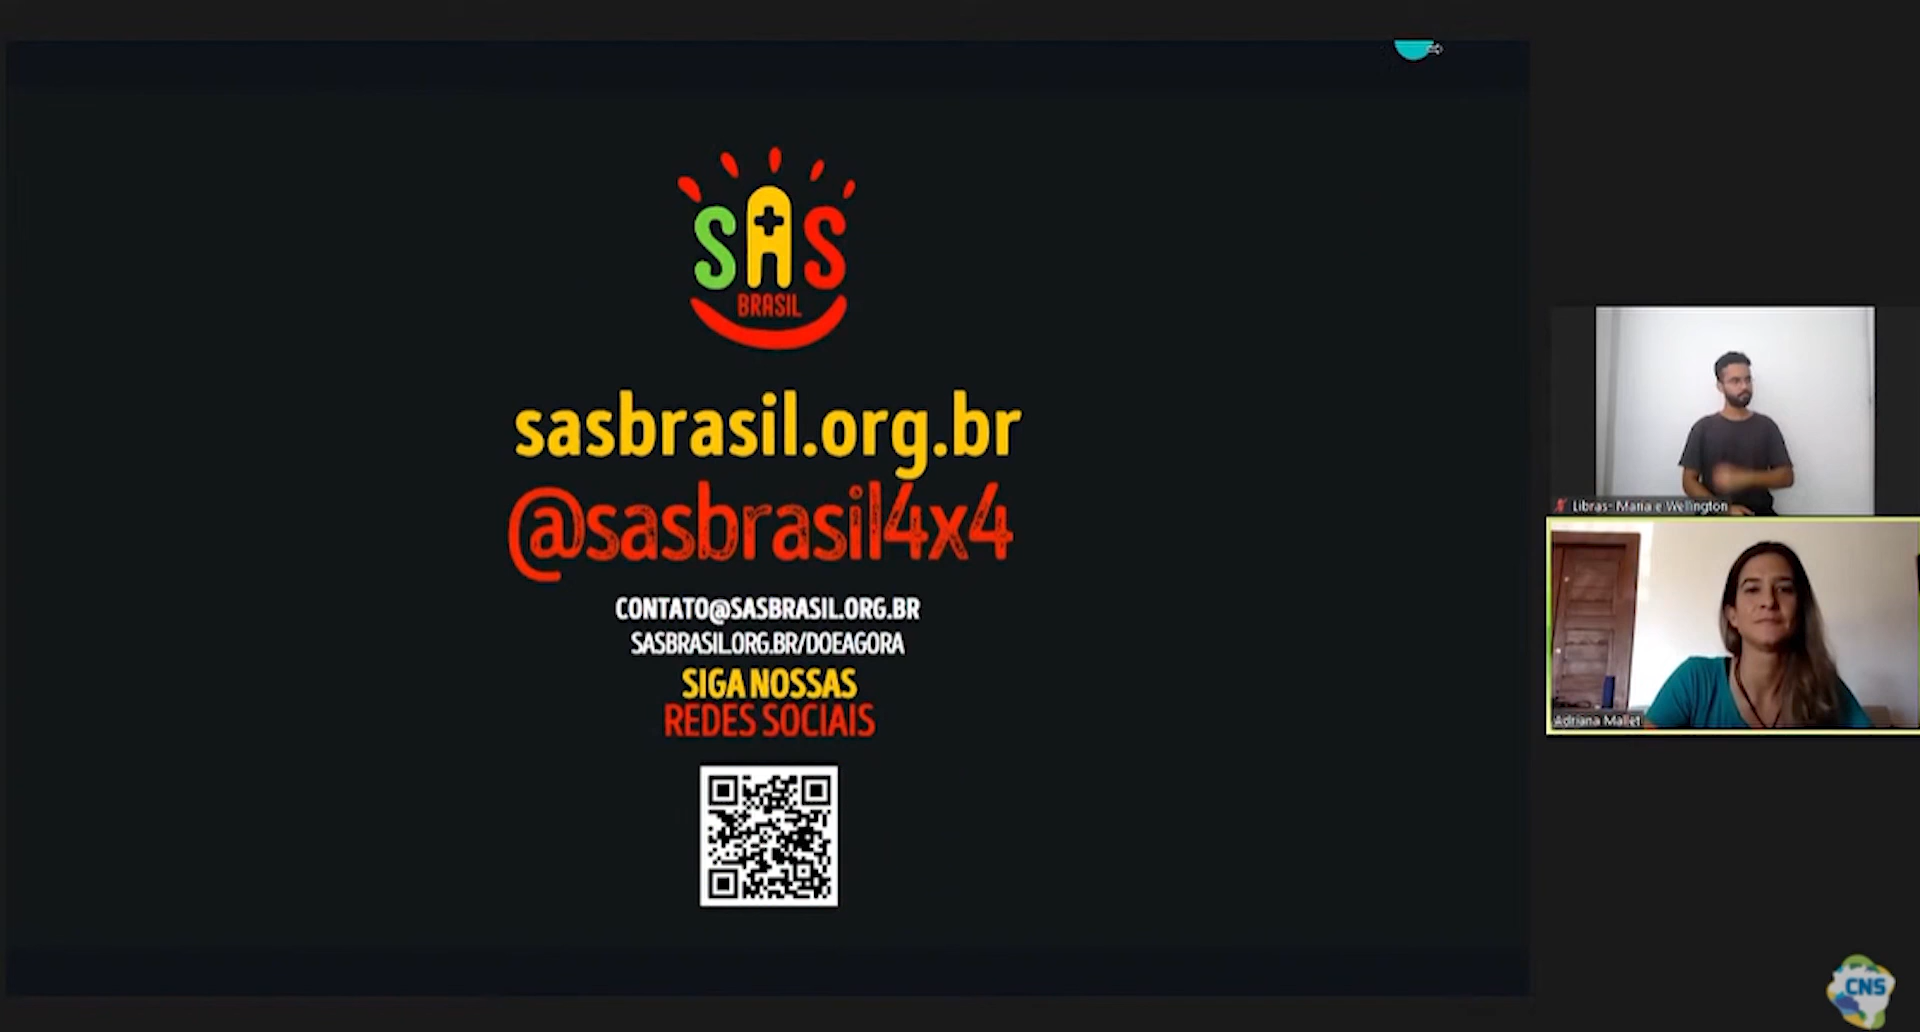 SAS
BRASIL
sasbrasil.org.br
@sasbrasil4x4
CONTATO@SASBRASIL.ORG.BR
SASBRASIL.ORG.BR/DOEAGORA
SIGA NOSSAS
REDES SOCIAIS
Libras- Maria e Wellington
Adriana Mallet
CNS